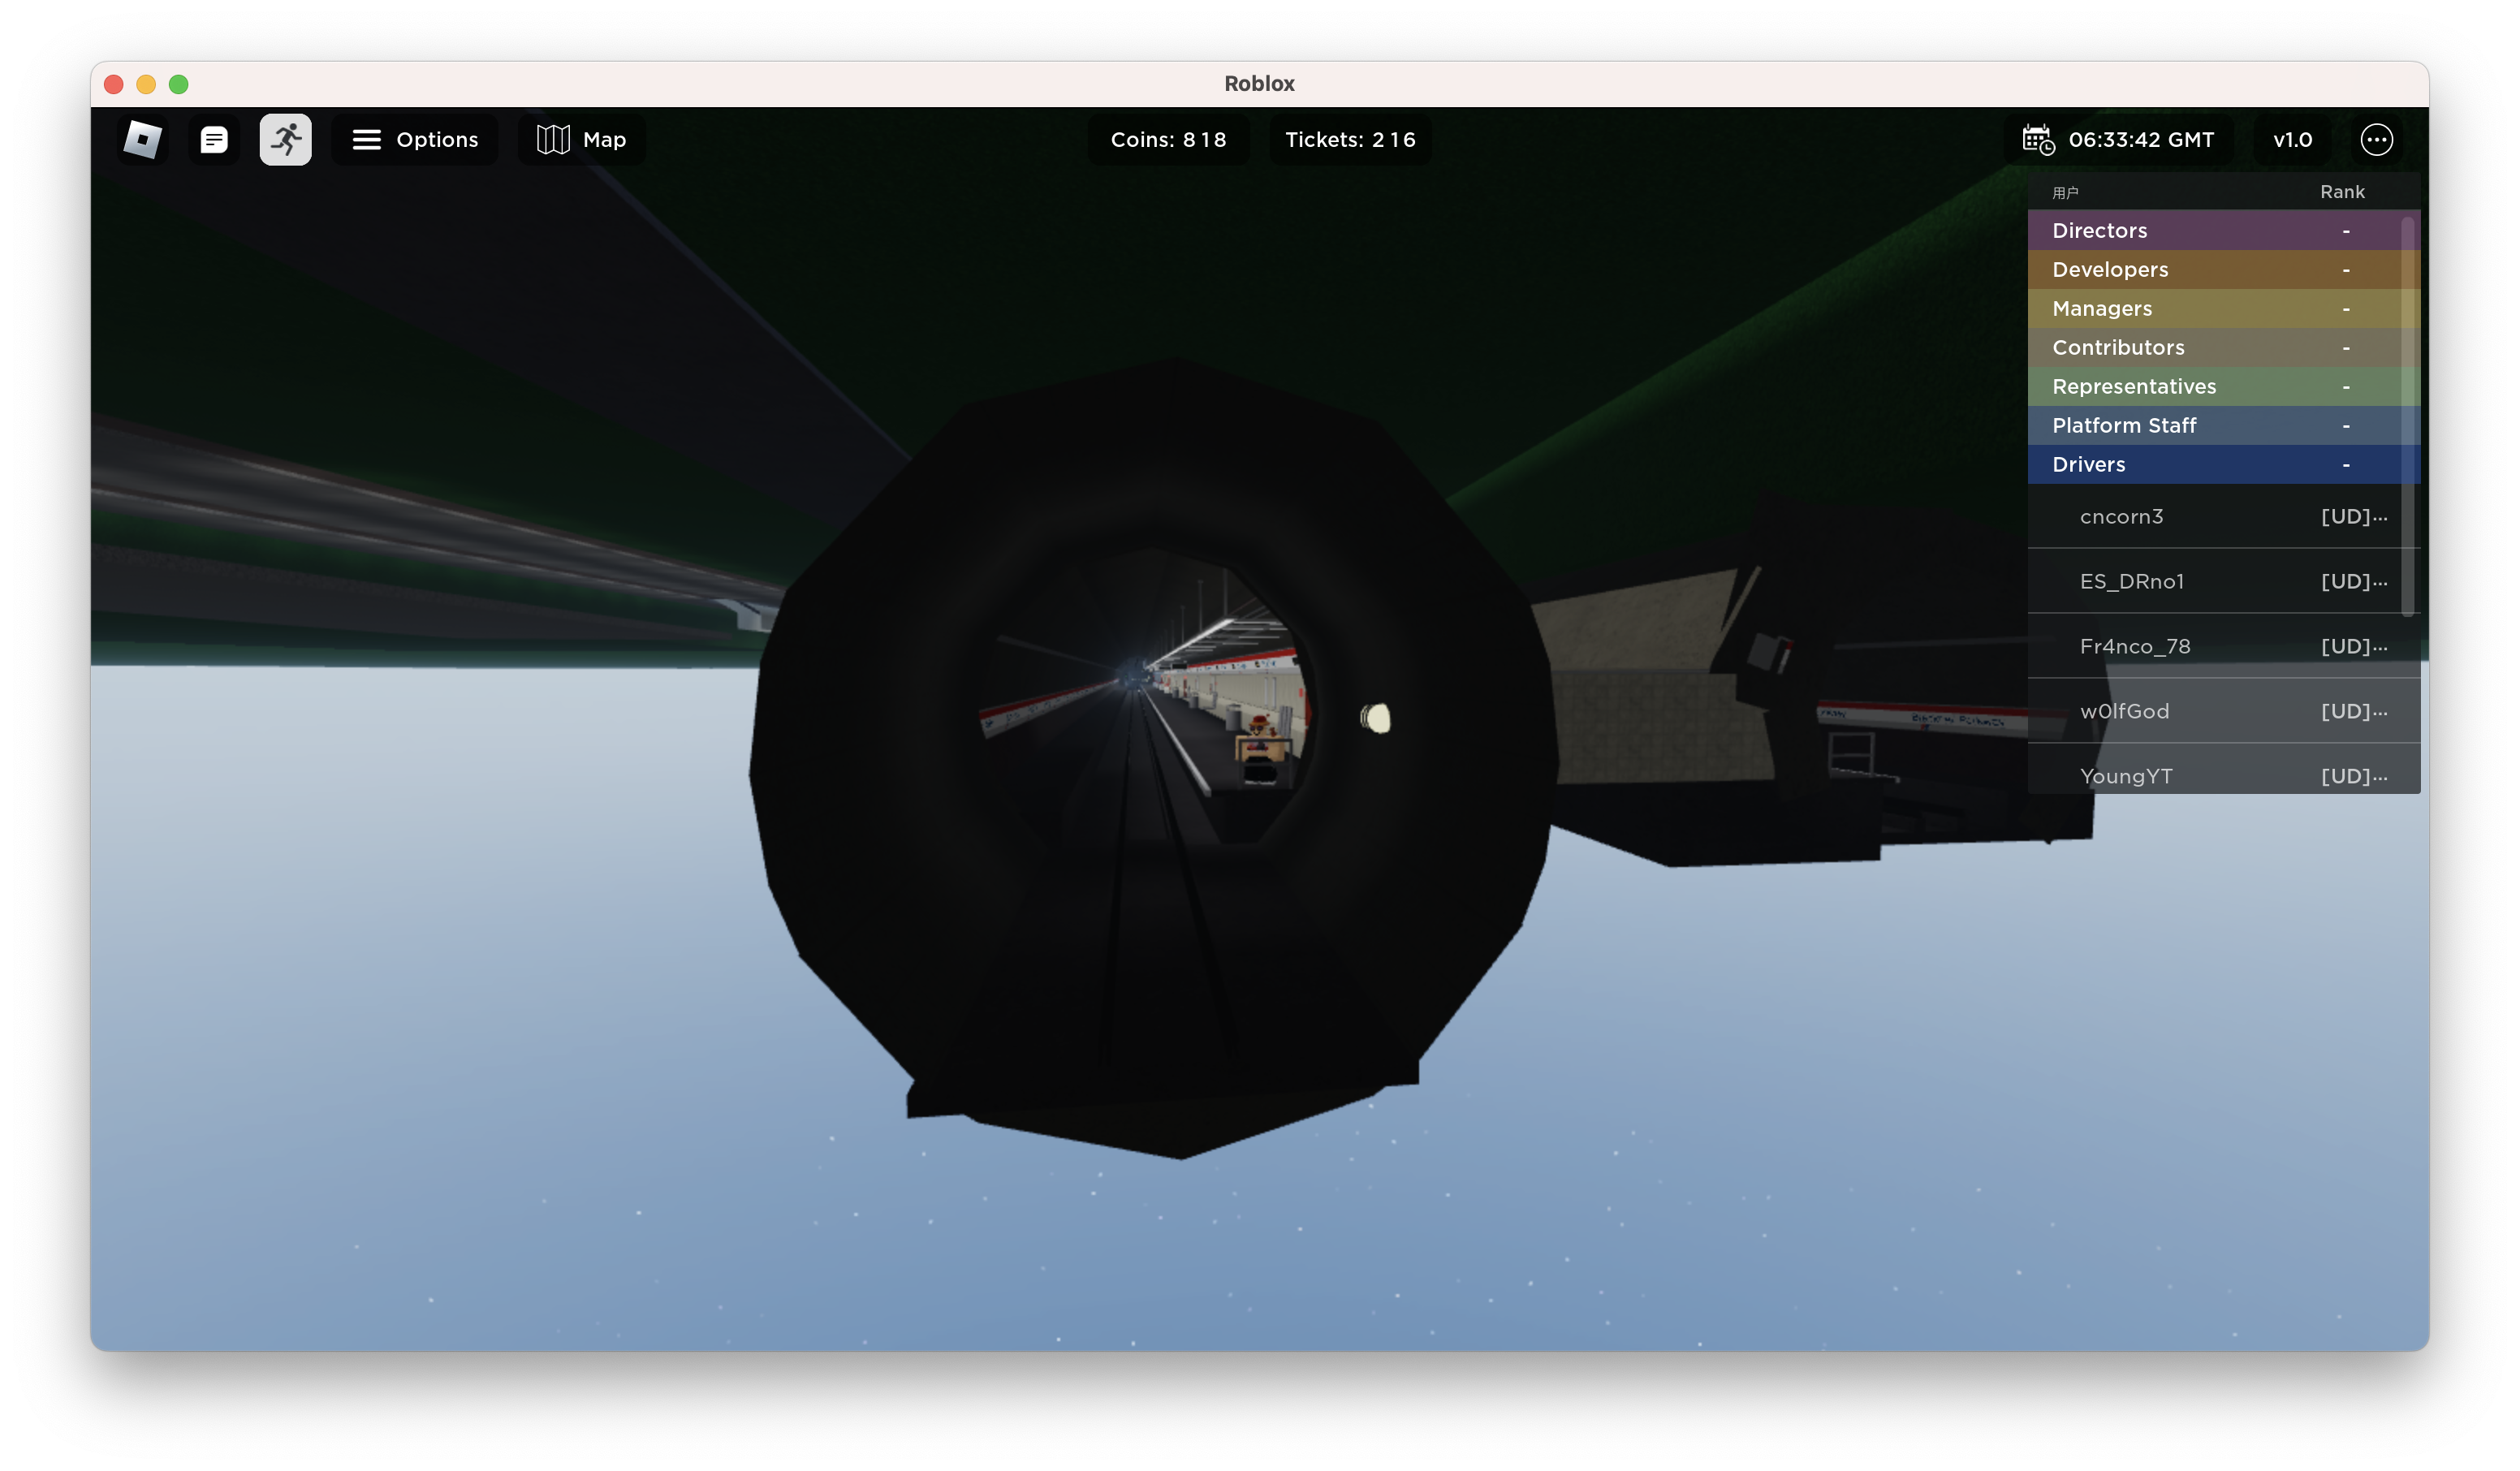 Roblox
Options
Map
Coins: 818
Tickets: 216
06:33:42 GMT
v1.0
用户 Rank
Directors -
Developers -
Managers -
Contributors -
Representatives -
Platform Staff -
Drivers -
cncorn3 [UD]...
ES_DRno1 [UD]...
Fr4nco_78 [UD]...
w0lfGod [UD]...
YoungYT [UD]...